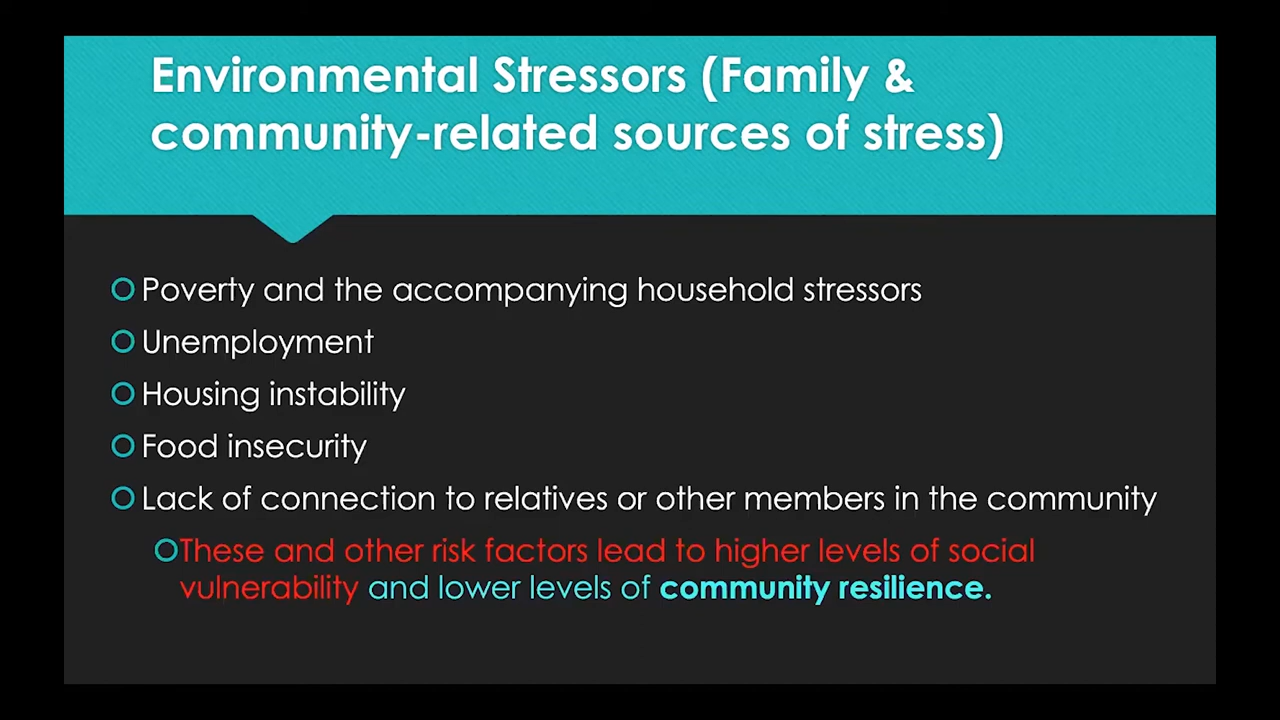 Environmental Stressors (Family &
community-related sources of stress)
Poverty and the accompanying household stressors
Unemployment
Housing instability
Food insecurity
Lack of connection to relatives or other members in the community
These and other risk factors lead to higher levels of social
vulnerability and lower levels of community resilience.